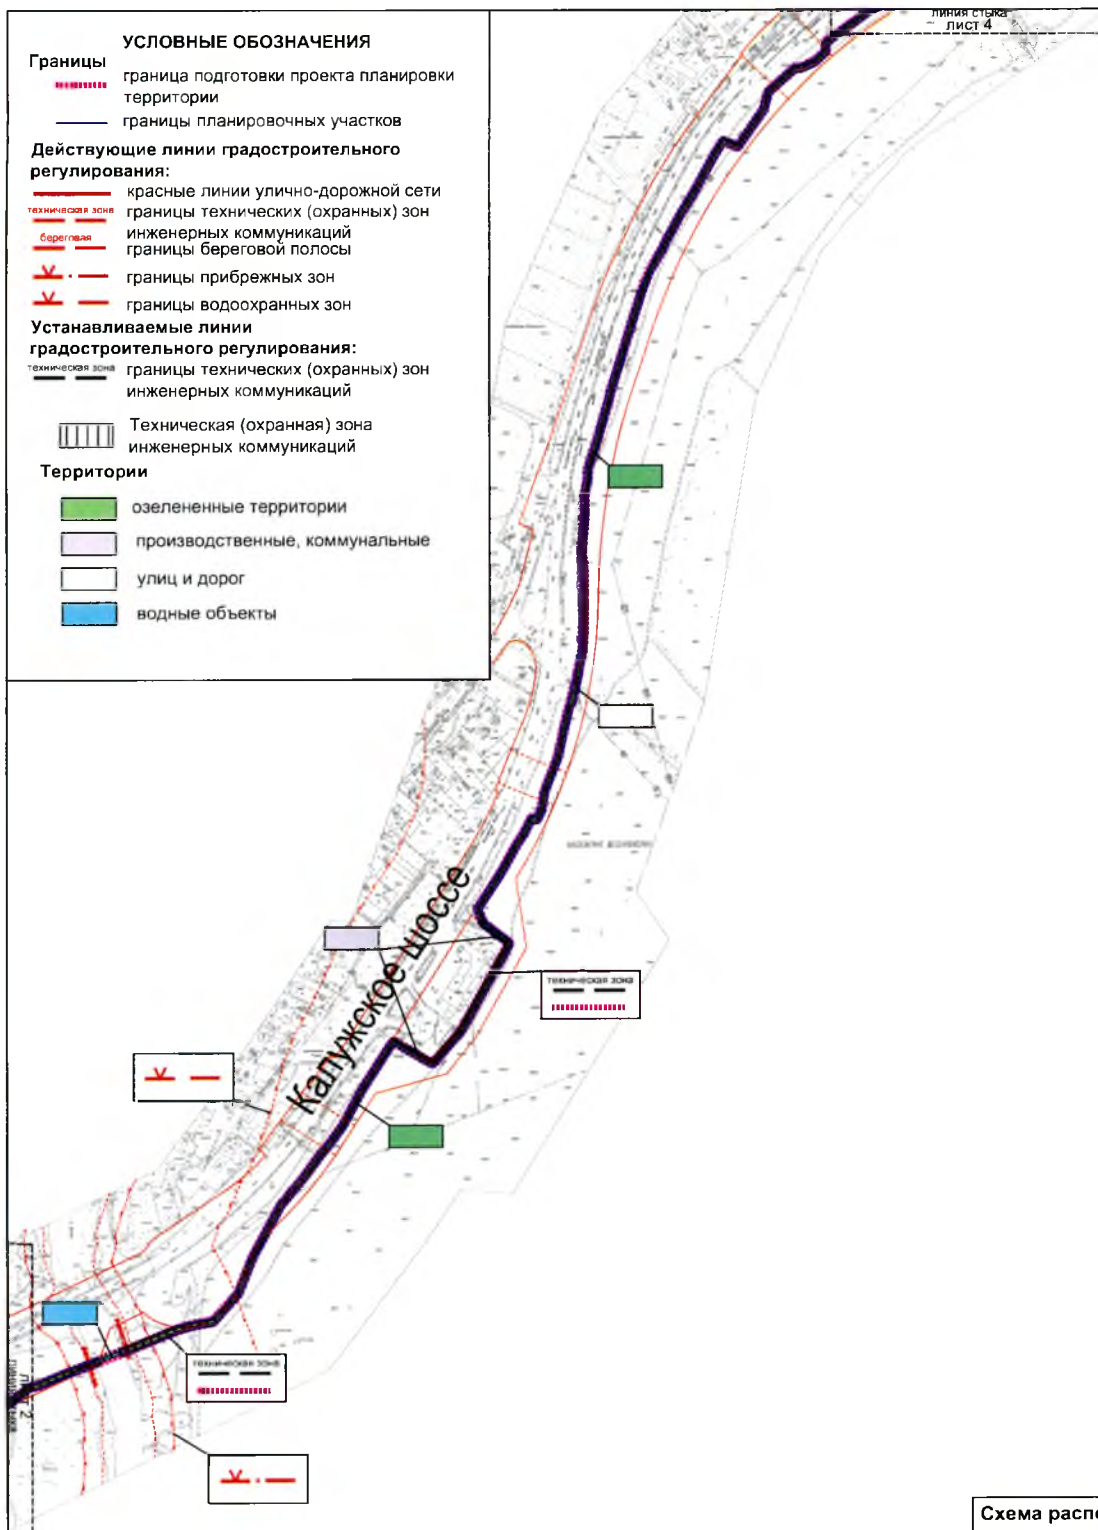 УСЛОВНЫЕ ОБОЗНАЧЕНИЯ
Границы
граница подготовки проекта планировки
территории
границы планировочных участков
Действующие линии градостроительного
регулирования:
красные линии улично-дорожной сети
техническая зона
границы технических (охранных) зон
инженерных коммуникаций
береговая
границы береговой полосы
границы прибрежных зон
границы водоохранных зон
Устанавливаемые линии
градостроительного регулирования:
техническая зона
границы технических (охранных) зон
инженерных коммуникаций
Техническая (охранная) зона
инженерных коммуникаций
Территории
озелененные территории
производственные, коммунальные
улиц и дорог
водные объекты
линия стыка
лист 4
Калужское шоссе
техническая зона
техническая зона
лист 2
Схема распо